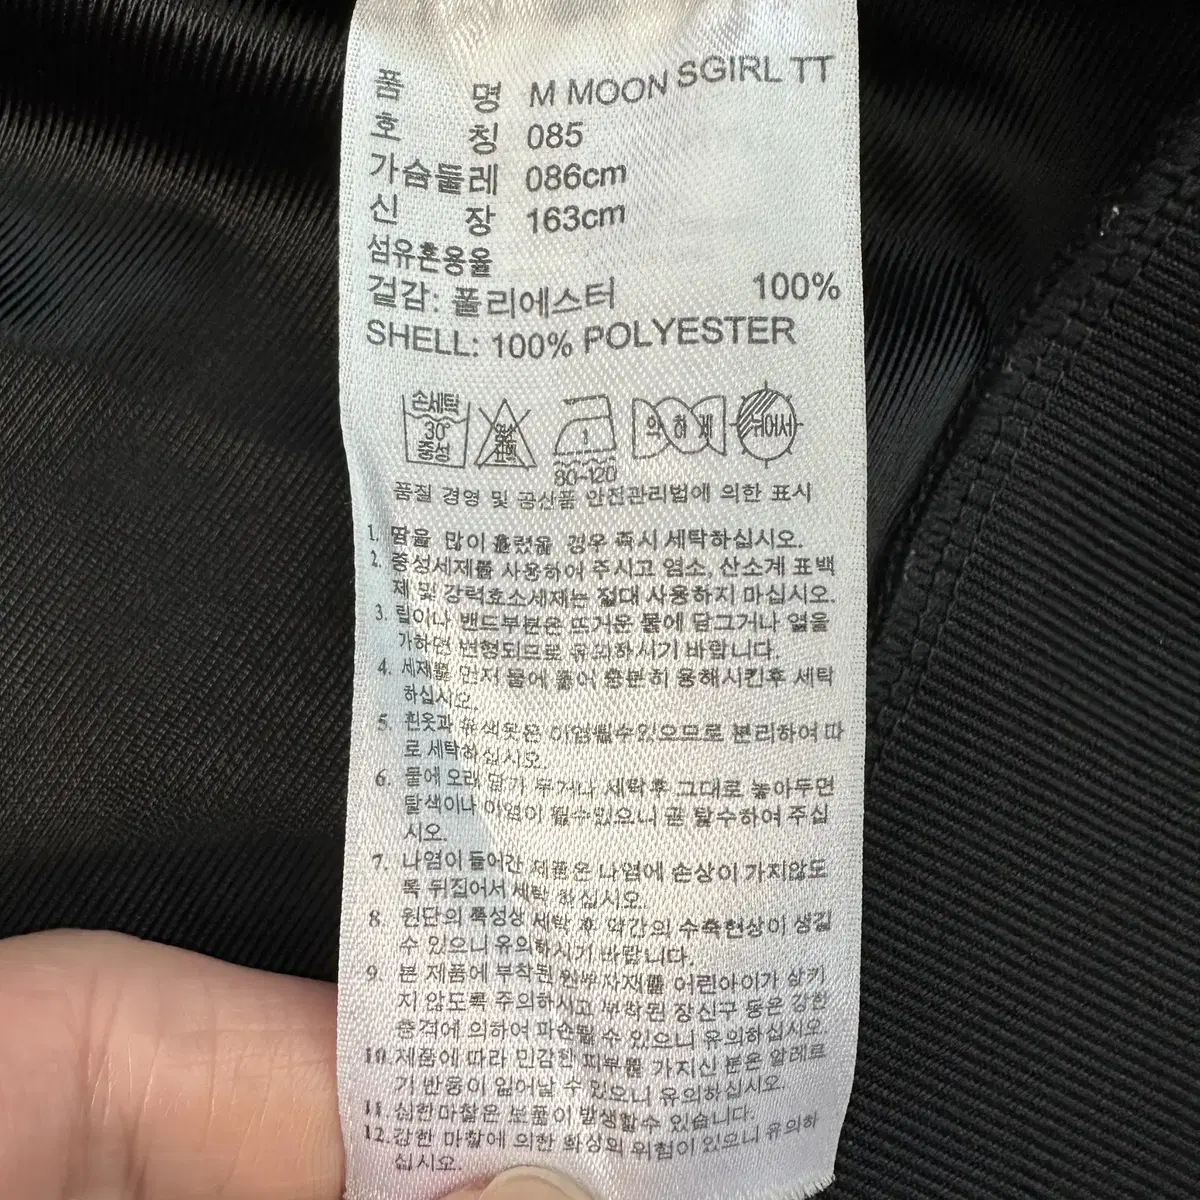 품 명 M MOON SGIRL TT
호 칭 085
가슴둘레 086cm
신 장 163cm
섬유혼용율
겉감: 폴리에스터 100%
SHELL: 100% POLYESTER
손세탁 30° 중성
80~120
뉘어서
품질 경영 및 공산품 안전관리법에 의한 표시
1. 땀을 많이 흘렸을 경우 즉시 세탁하십시오.
2. 중성세제를 사용하여 주시고 염소, 산소계 표백
제 및 강력효소세제는 절대 사용하지 마십시오.
3. 립이나 밴드부분은 뜨거운 물에 담그거나 열을
가하면 변형되므로 유의하시기 바랍니다.
4. 세제를 먼저 물에 풀어 충분히 용해시킨후 세탁
하십시오.
5. 흰옷과 유색옷은 이염될수있으므로 분리하여 따
로 세탁하십시오.
6. 물에 오래 담가 두거나 세탁후 그대로 놓아두면
탈색이나 이염이 될수있으니 곧 탈수하여 주십
시오.
7. 나염이 들어간 제품은 나염에 손상이 가지않도
록 뒤집어서 세탁 하십시오.
8. 원단의 특성상 세탁 후 약간의 수축현상이 생길
수 있으니 유의하시기 바랍니다.
9. 본 제품에 부착된 원부자재를 어린아이가 삼키
지 않도록 주의하시고 부착된 장신구 등은 강한
충격에 의하여 파손될수 있으니 유의하십시오.
10. 제품에 따라 민감한 피부를 가지신 분은 알레르
기 반응이 일어날 수 있으니 유의하십시오.
11. 심한마찰은 보풀이 발생할수 있습니다.
12. 강한 마찰에 의한 화상의 위험이 있으니 유의하
십시오.